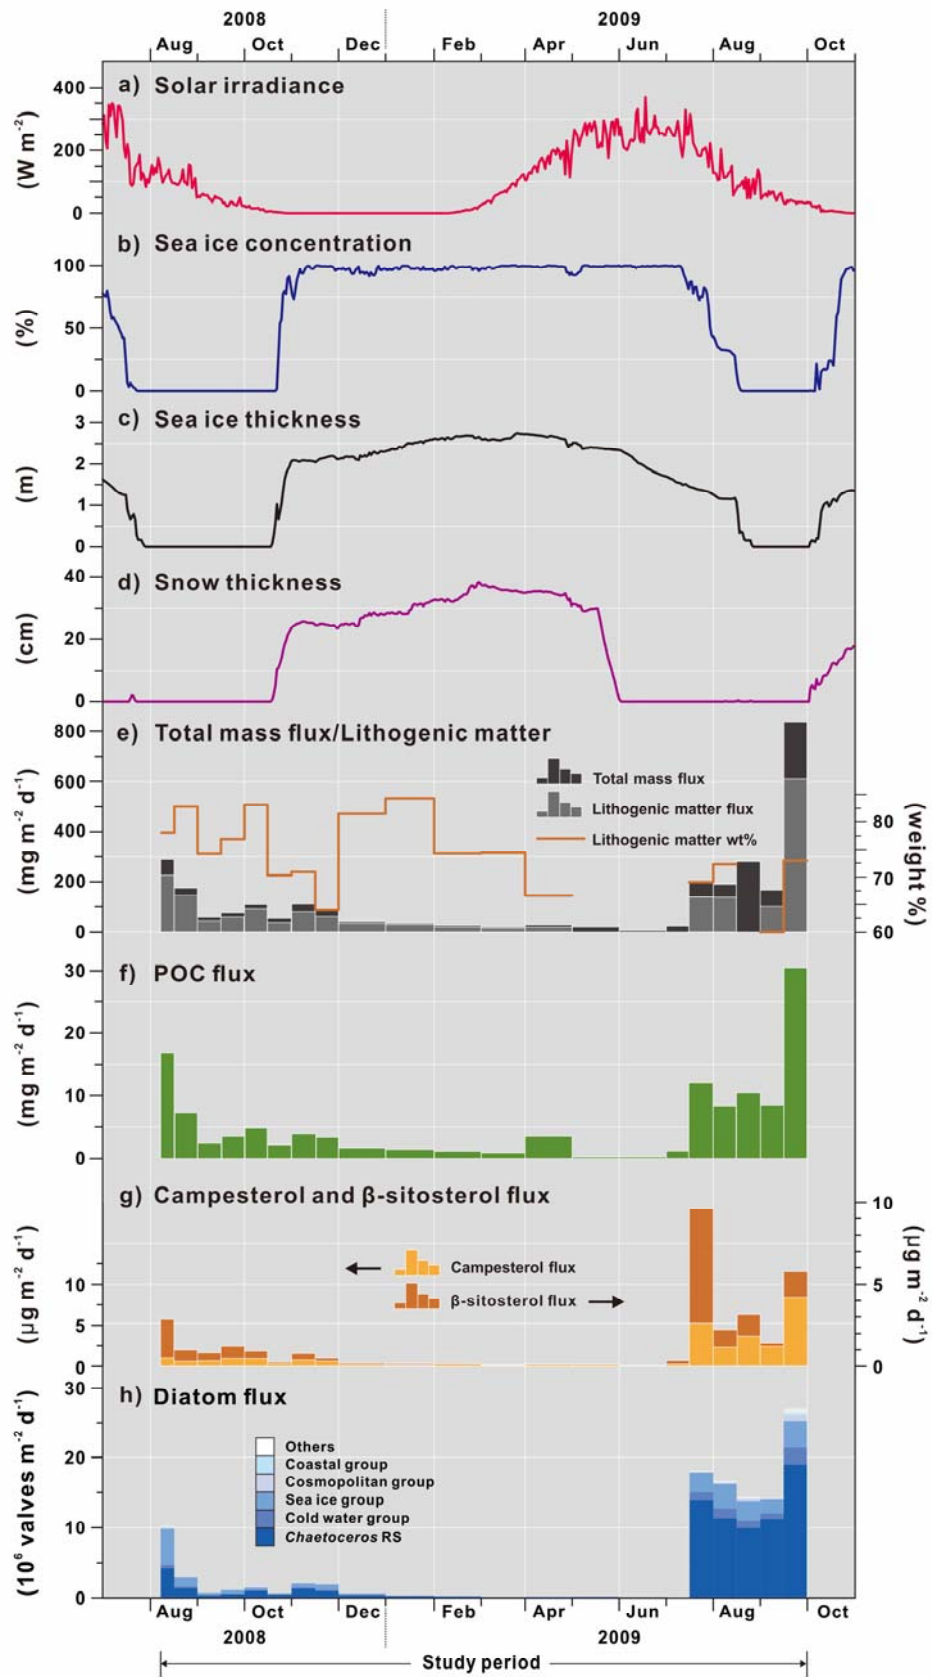 2008 2009
Aug Oct Dec Feb Apr Jun Aug Oct
a) Solar irradiance
400
200
0
(W m⁻²)
b) Sea ice concentration
100
50
0
(%)
c) Sea ice thickness
3
2
1
0
(m)
d) Snow thickness
40
20
0
(cm)
e) Total mass flux/Lithogenic matter
800
600
400
200
0
(mg m⁻² d⁻¹)
Total mass flux
Lithogenic matter flux
Lithogenic matter wt%
80
70
60
(weight %)
f) POC flux
30
20
10
0
(mg m⁻² d⁻¹)
g) Campesterol and β-sitosterol flux
10
5
0
(μg m⁻² d⁻¹)
Campesterol flux
β-sitosterol flux
10
5
0
(μg m⁻² d⁻¹)
h) Diatom flux
30
20
10
0
(10⁶ valves m⁻² d⁻¹)
Others
Coastal group
Cosmopolitan group
Sea ice group
Cold water group
Chaetoceros RS
Aug Oct Dec Feb Apr Jun Aug Oct
2008 2009
Study period